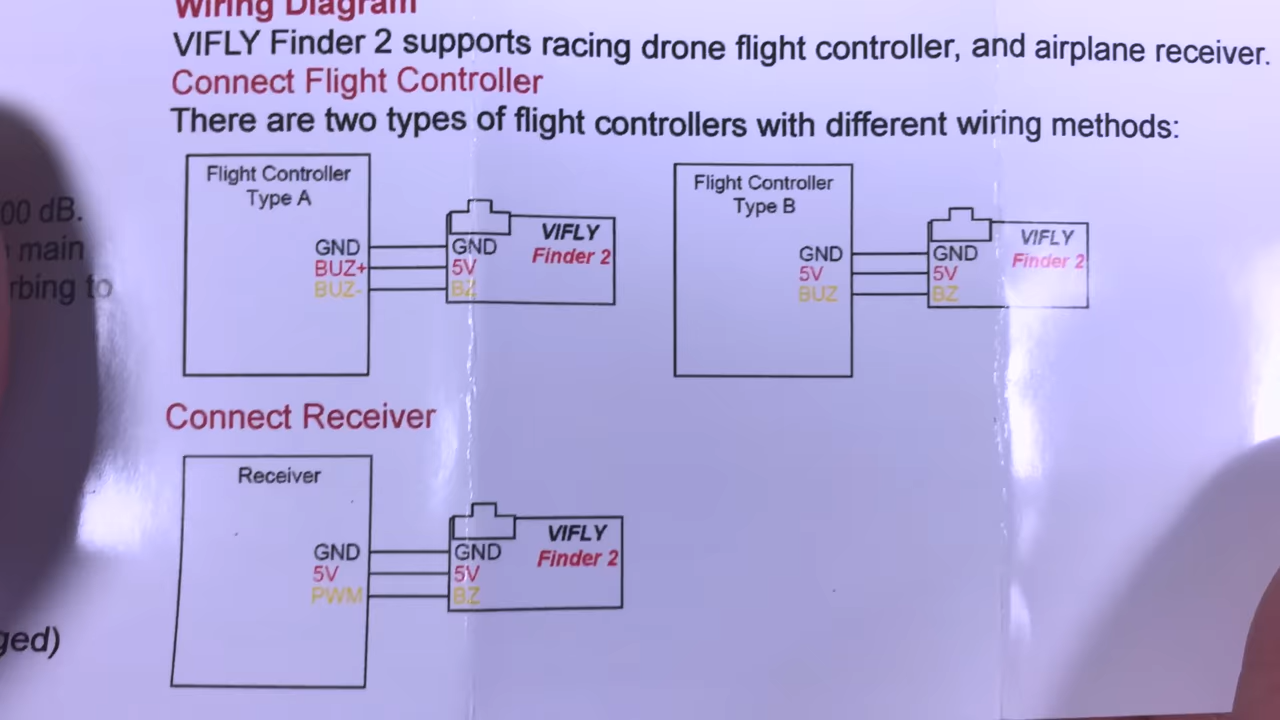 Wiring Diagram
VIFLY Finder 2 supports racing drone flight controller, and airplane receiver.
Connect Flight Controller
There are two types of flight controllers with different wiring methods:
Flight Controller
Type A
GND
BUZ+
BUZ-
GND
5V
BZ
VIFLY
Finder 2
Flight Controller
Type B
GND
5V
BUZ
GND
5V
BZ
VIFLY
Finder 2
00 dB.
main
rbing to
Connect Receiver
Receiver
GND
5V
PWM
GND
5V
BZ
VIFLY
Finder 2
ged)